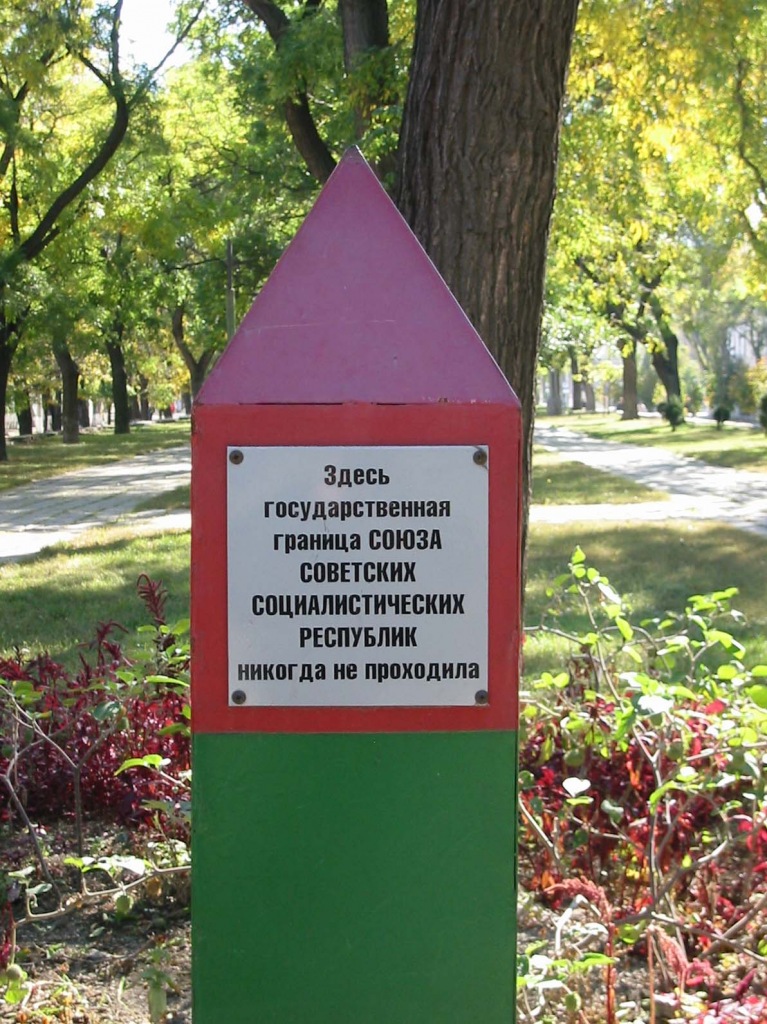 Здесь
государственная
граница СОЮЗА
СОВЕТСКИХ
СОЦИАЛИСТИЧЕСКИХ
РЕСПУБЛИК
никогда не проходила